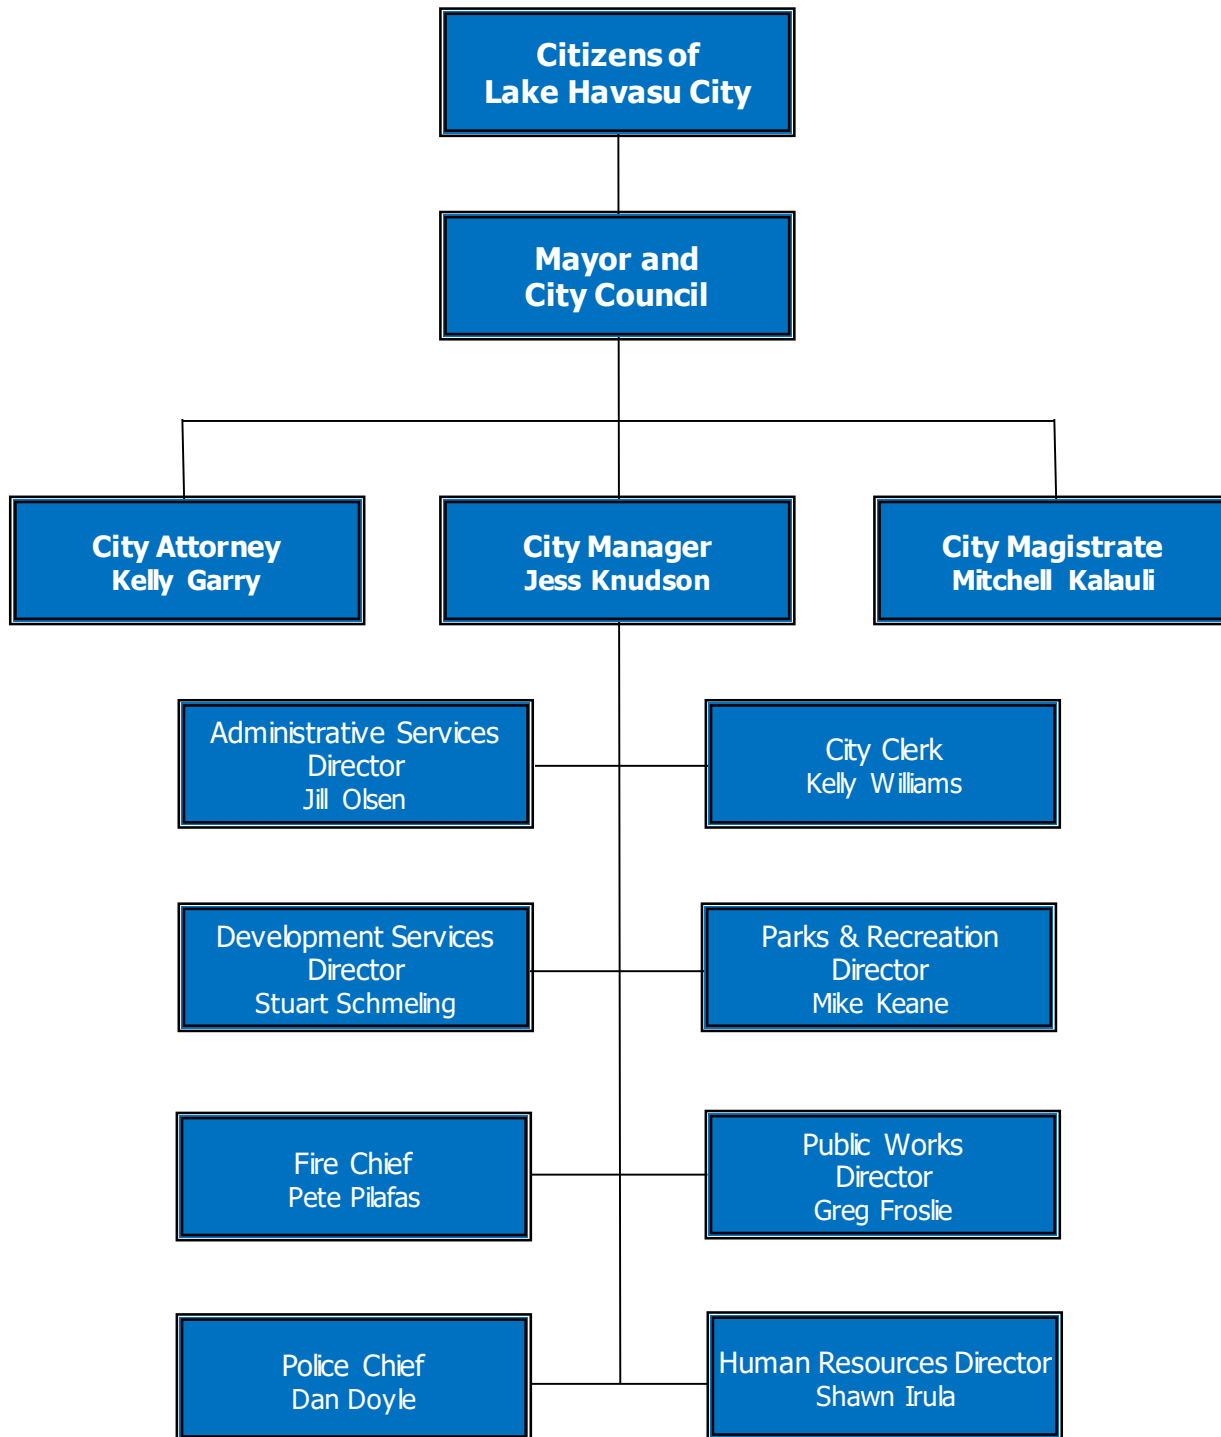 Citizens of
Lake Havasu City
Mayor and
City Council
City Attorney
Kelly Garry
City Manager
Jess Knudson
City Magistrate
Mitchell Kalauli
Administrative Services
Director
Jill Olsen
City Clerk
Kelly Williams
Development Services
Director
Stuart Schmeling
Parks & Recreation
Director
Mike Keane
Fire Chief
Pete Pilafas
Public Works
Director
Greg Froslie
Police Chief
Dan Doyle
Human Resources Director
Shawn Irula